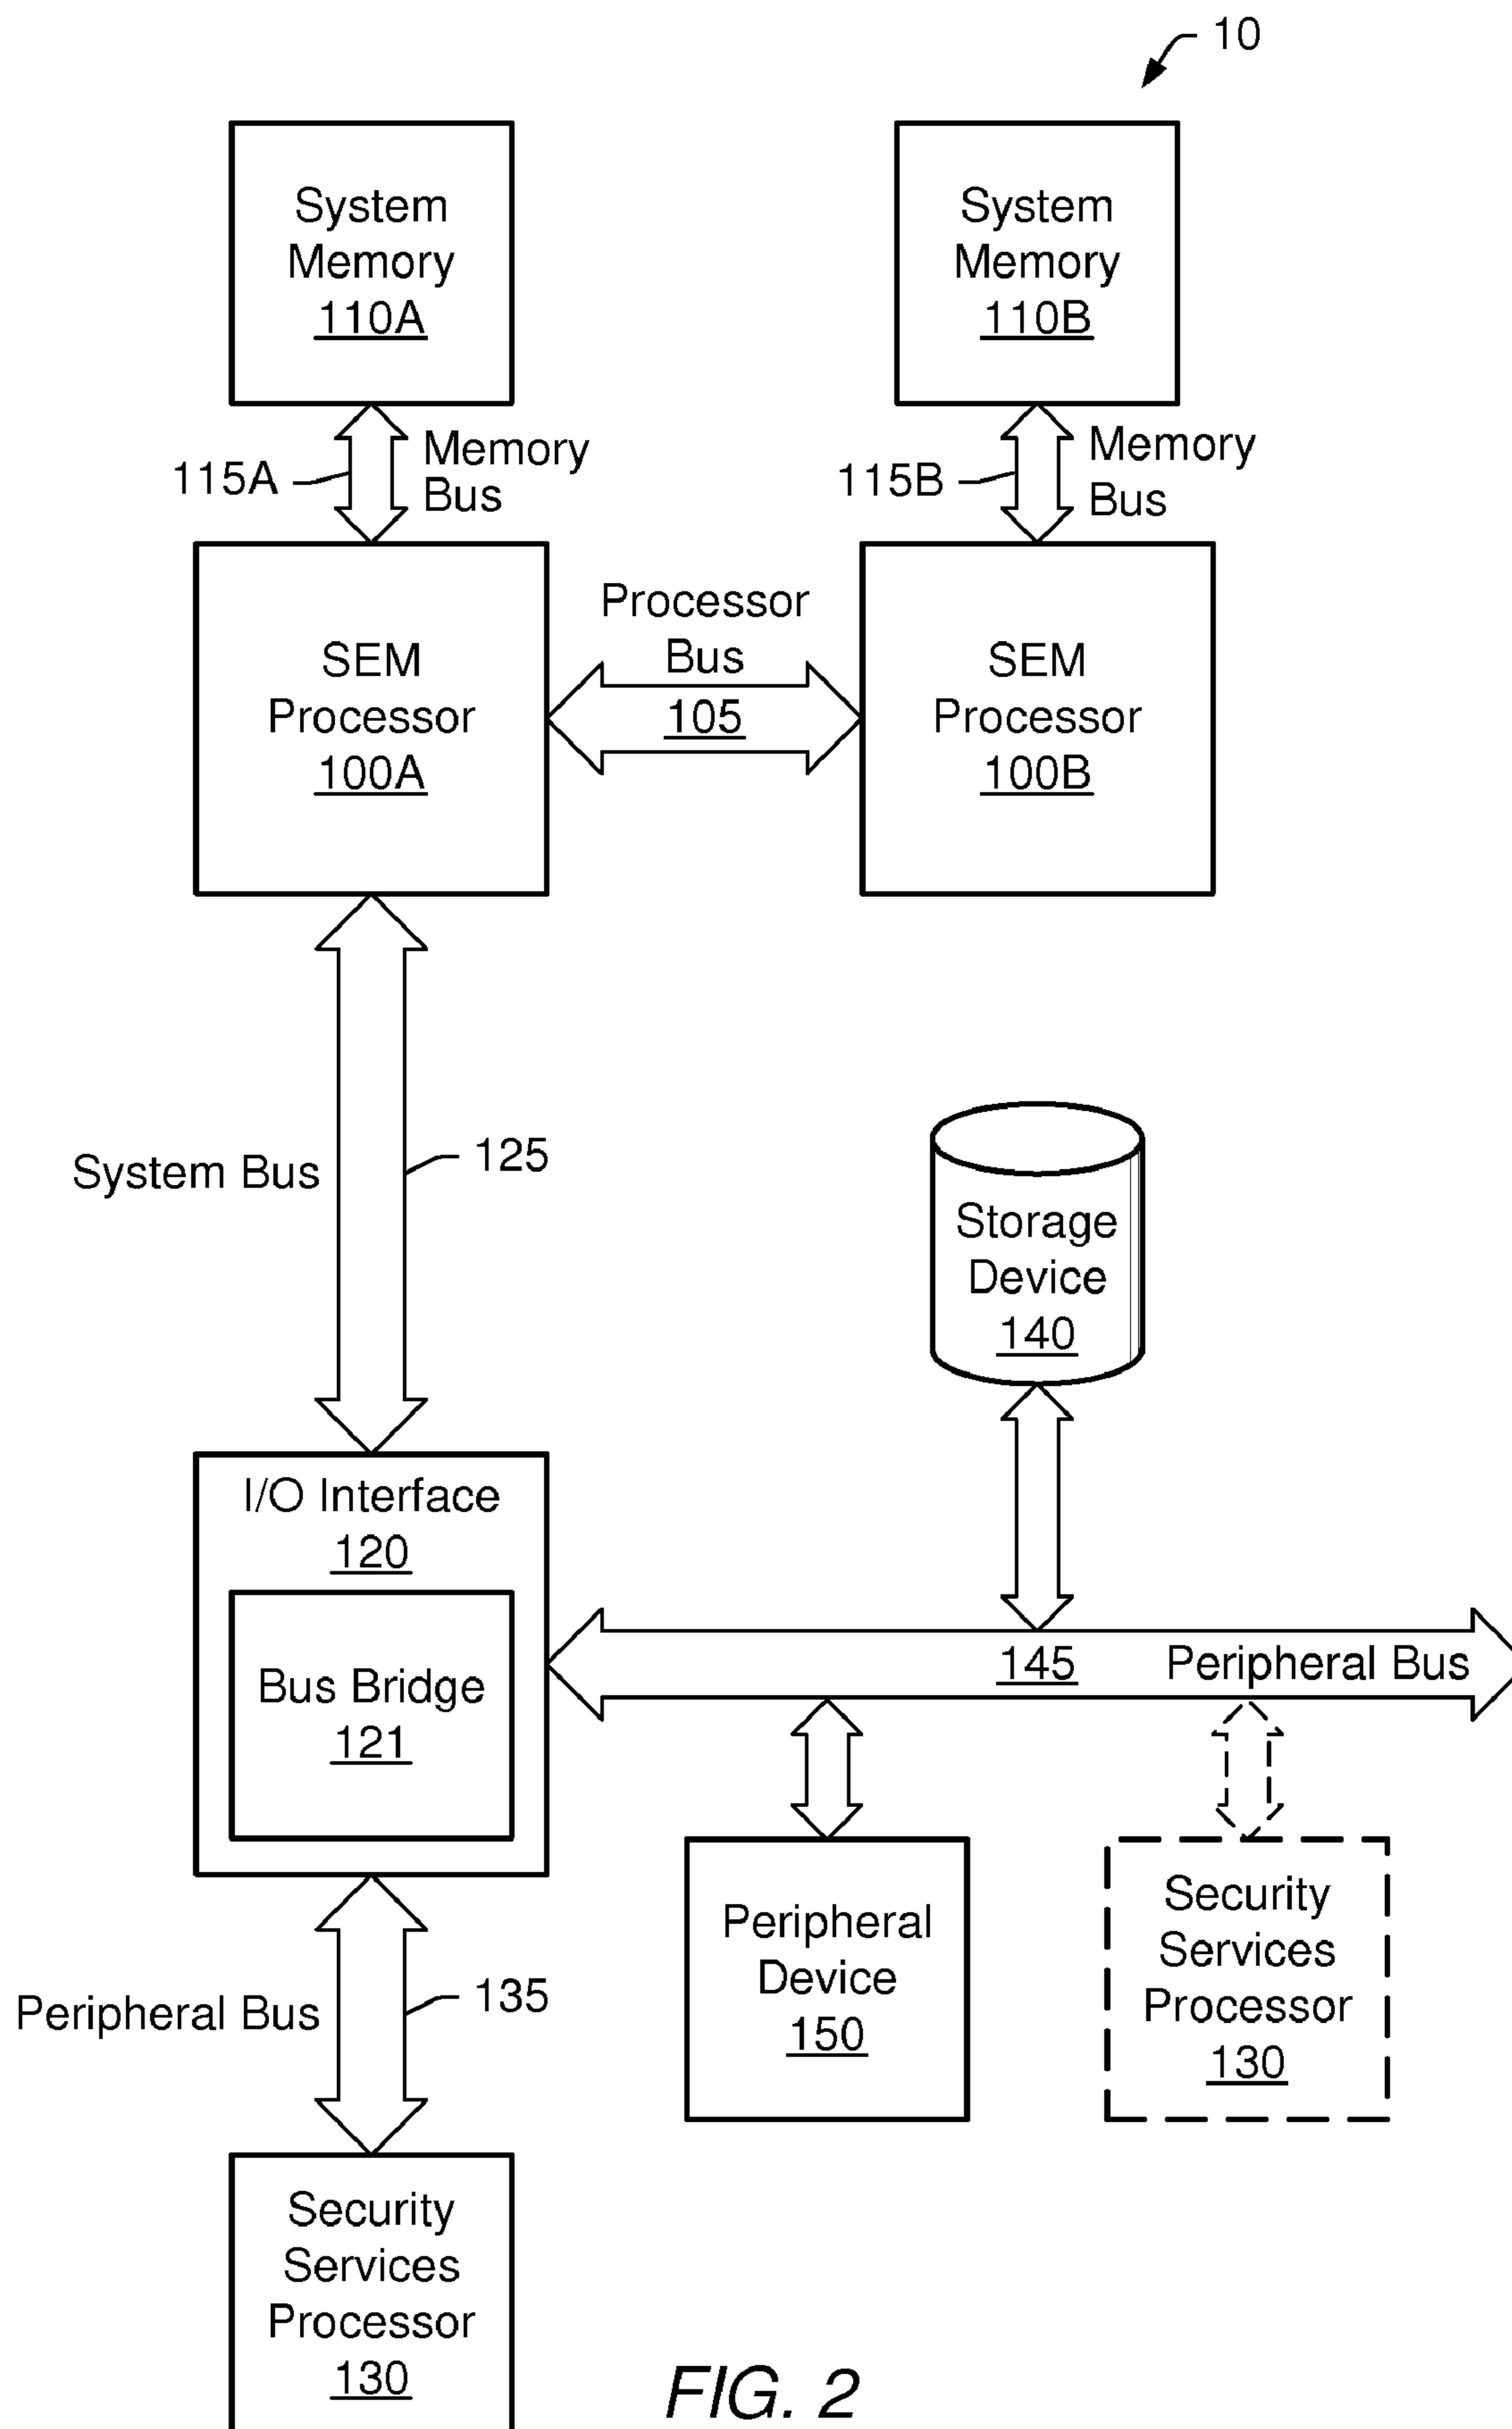 10
System
Memory
110A
System
Memory
110B
115A
Memory
Bus
115B
Memory
Bus
SEM
Processor
100A
Processor
Bus
105
SEM
Processor
100B
System Bus
125
Storage
Device
140
I/O Interface
120
Bus Bridge
121
145
Peripheral Bus
Peripheral Bus
135
Peripheral
Device
150
Security
Services
Processor
130
Security
Services
Processor
130
FIG. 2